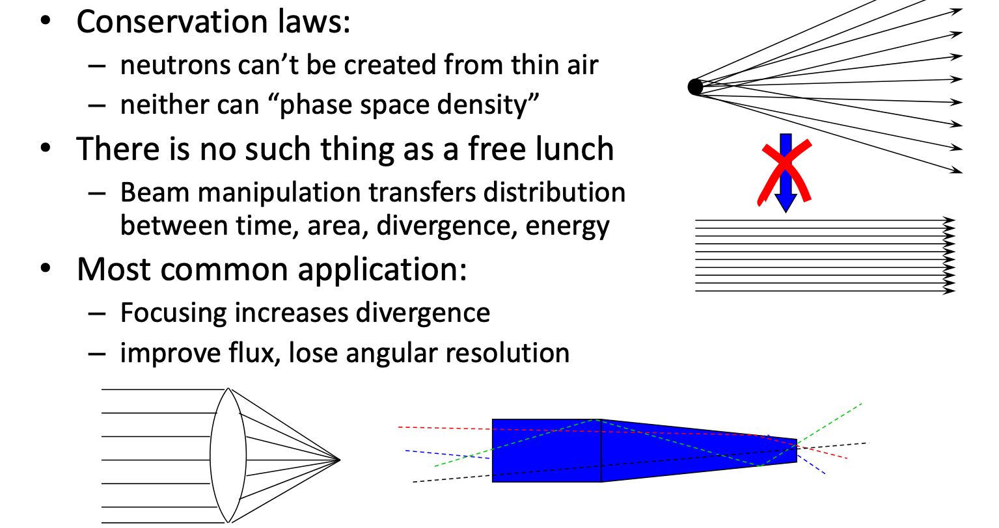 • Conservation laws:
– neutrons can’t be created from thin air
– neither can “phase space density”
• There is no such thing as a free lunch
– Beam manipulation transfers distribution
between time, area, divergence, energy
• Most common application:
– Focusing increases divergence
– improve flux, lose angular resolution